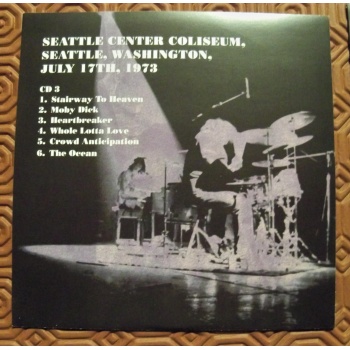 SEATTLE CENTER COLISEUM,
SEATTLE, WASHINGTON,
JULY 17TH, 1973
CD 3
1. Stairway To Heaven
2. Moby Dick
3. Heartbreaker
4. Whole Lotta Love
5. Crowd Anticipation
6. The Ocean